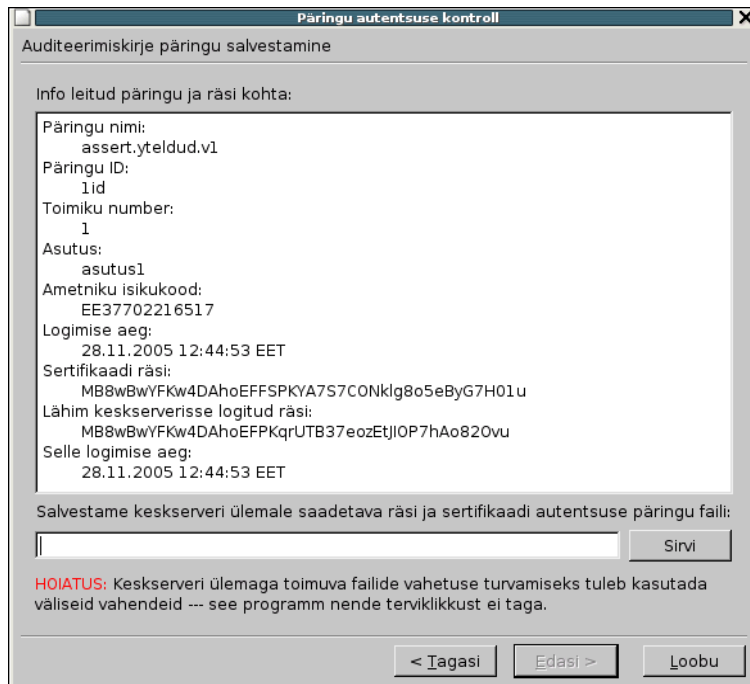 Päringu autentsuse kontroll
Auditeerimiskirje päringu salvestamine
Info leitud päringu ja räsi kohta:
Päringu nimi:
assert.yteldud.v1
Päringu ID:
1id
Toimiku number:
1
Asutus:
asutus1
Ametniku isikukood:
EE37702216517
Logimise aeg:
28.11.2005 12:44:53 EET
Sertifikaadi räsi:
MB8wBwYFKw4DAhoEFFSPKYA7S7CONklg8o5eByG7H01u
Lähim keskserverisse logitud räsi:
MB8wBwYFKw4DAhoEFPKqrUTB37eozEtJI0P7hAo82Ovu
Selle logimise aeg:
28.11.2005 12:44:53 EET
Salvestame keskserveri ülemale saadetava räsi ja sertifikaadi autentsuse päringu faili:
Sirvi
HOIATUS: Keskserveri ülemaga toimuva failide vahetuse turvamiseks tuleb kasutada
väliseid vahendeid --- see programm nende terviklikkust ei taga.
< Tagasi
Edasi >
Loobu